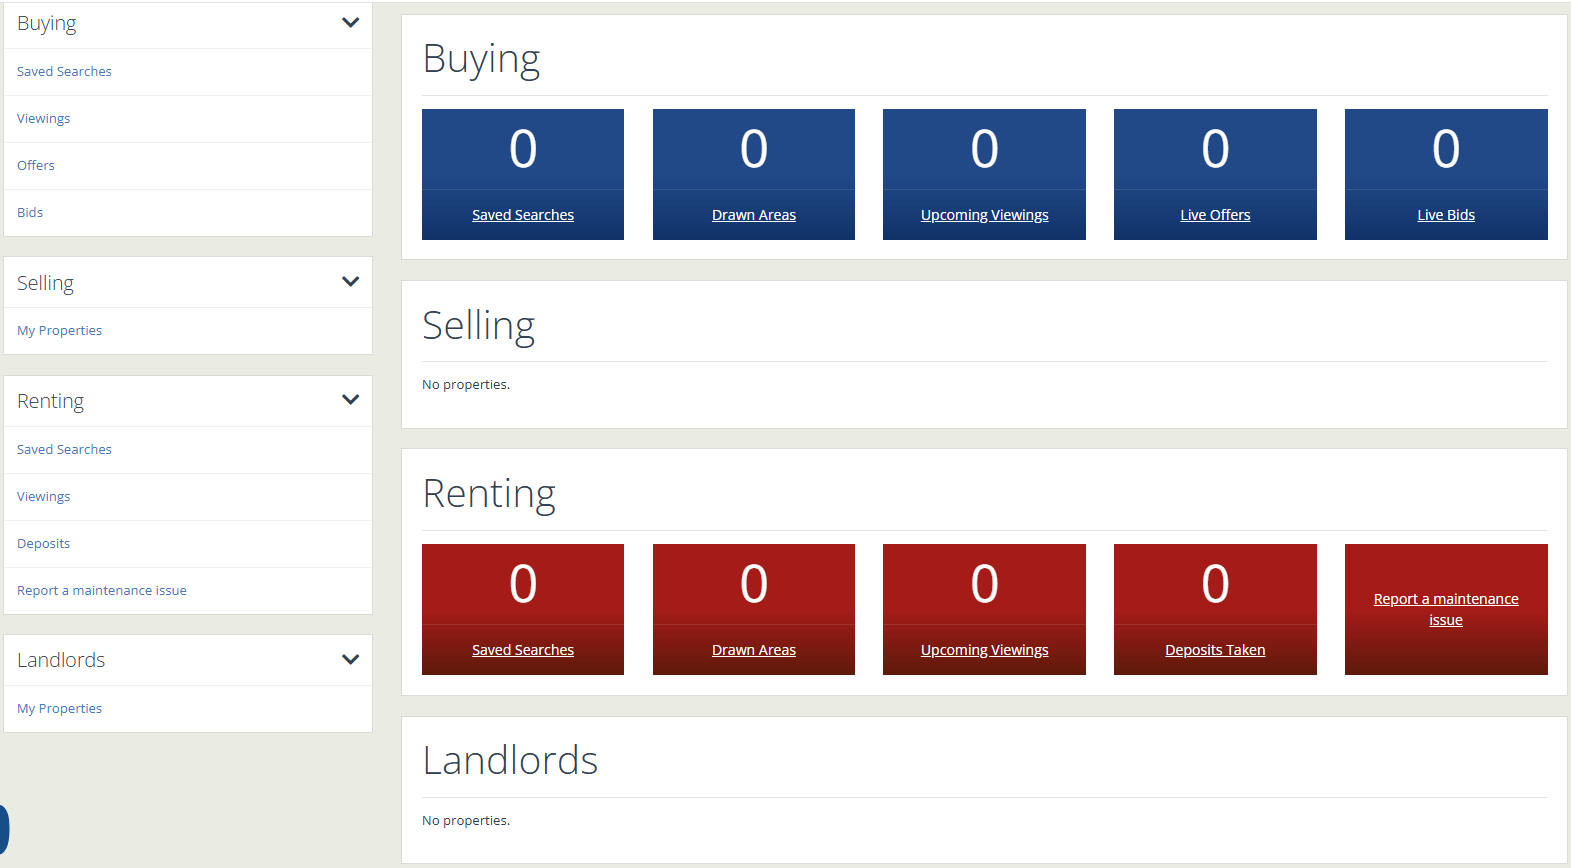 Buying
Saved Searches
Viewings
Offers
Bids
Selling
My Properties
Renting
Saved Searches
Viewings
Deposits
Report a maintenance issue
Landlords
My Properties
Buying
0
Saved Searches
0
Drawn Areas
0
Upcoming Viewings
0
Live Offers
0
Live Bids
Selling
No properties.
Renting
0
Saved Searches
0
Drawn Areas
0
Upcoming Viewings
0
Deposits Taken
Report a maintenance
issue
Landlords
No properties.